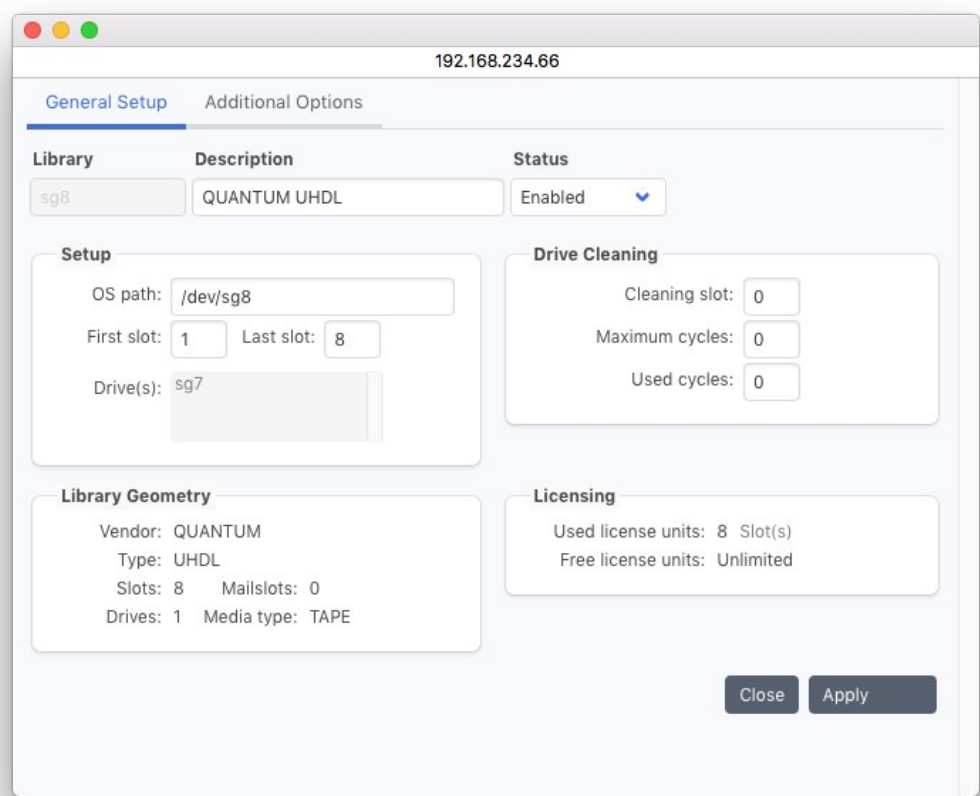 192.168.234.66
General Setup Additional Options
Library Description Status
sg8 QUANTUM UHDL Enabled
Setup
OS path: /dev/sg8
First slot: 1 Last slot: 8
Drive(s): sg7
Drive Cleaning
Cleaning slot: 0
Maximum cycles: 0
Used cycles: 0
Library Geometry
Vendor: QUANTUM
Type: UHDL
Slots: 8 Mailslots: 0
Drives: 1 Media type: TAPE
Licensing
Used license units: 8 Slot(s)
Free license units: Unlimited
Close Apply